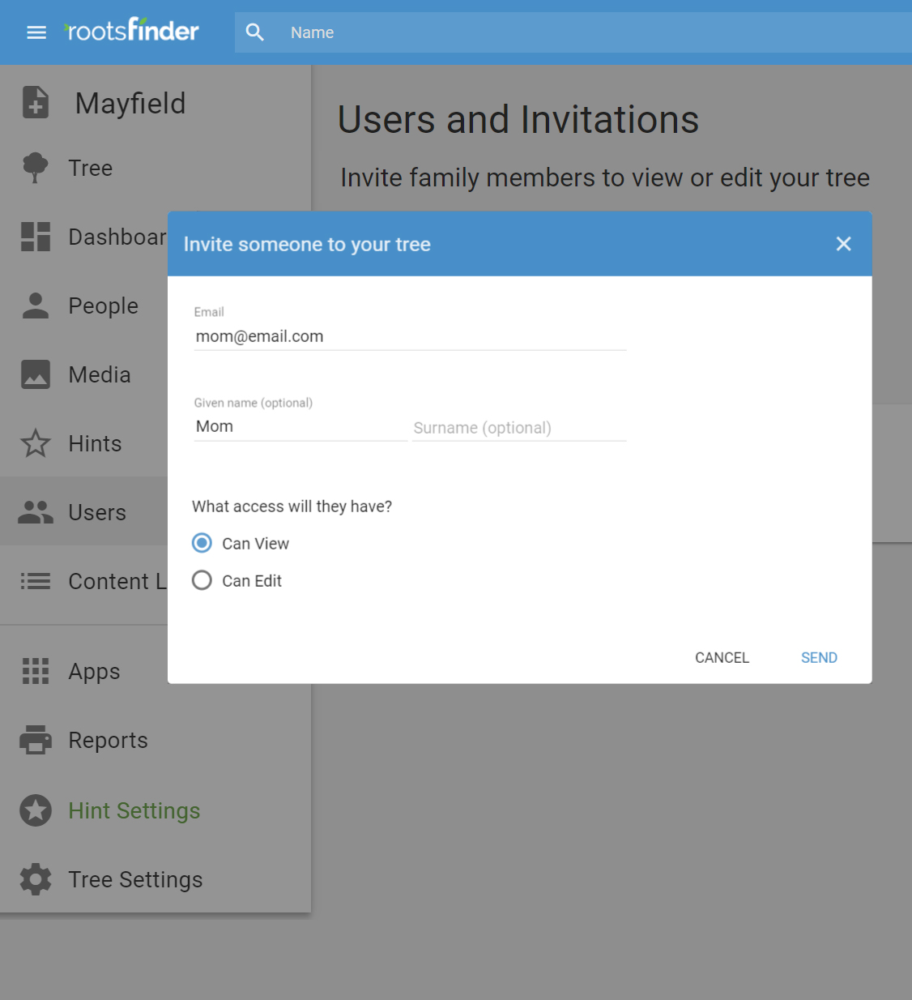 rootsfinder
Name
Mayfield
Tree
Dashboar
People
Media
Hints
Users
Content L
Apps
Reports
Hint Settings
Tree Settings
Users and Invitations
Invite family members to view or edit your tree
Invite someone to your tree
Email
mom@email.com
Given name (optional)
Mom
Surname (optional)
What access will they have?
Can View
Can Edit
CANCEL
SEND